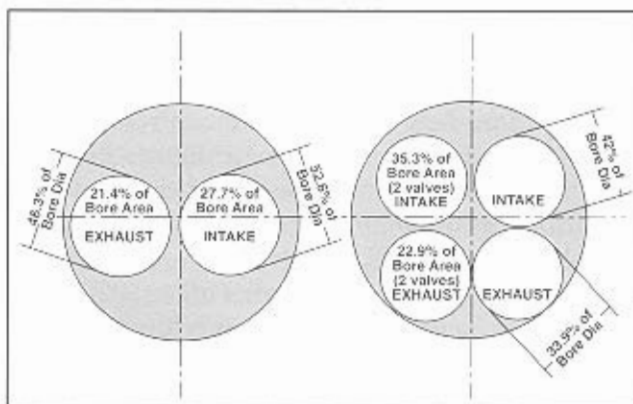 46.3% of
Bore Dia
21.4% of
Bore Area
EXHAUST
27.7% of
Bore Area
INTAKE
52.6% of
Bore Dia
35.3% of
Bore Area
(2 valves)
INTAKE
INTAKE
42% of
Bore Dia
22.9% of
Bore Area
(2 valves)
EXHAUST
EXHAUST
33.9% of
Bore Dia